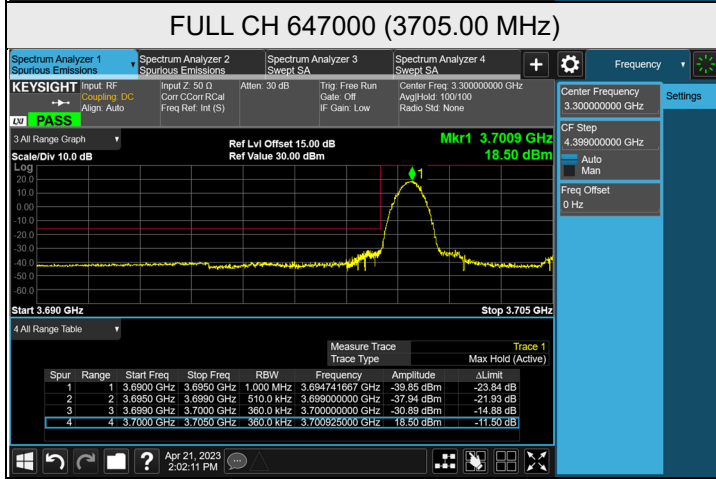 FULL CH 647000 (3705.00 MHz)
Spectrum Analyzer 1
Spurious Emissions
Spectrum Analyzer 2
Spurious Emissions
Spectrum Analyzer 3
Swept SA
Spectrum Analyzer 4
Swept SA
+
Frequency
KEYSIGHT
Input: RF
Coupling: DC
Align: Auto
Input Z: 50 Ω
Corr CCorr RCal
Freq Ref: Int (S)
Atten: 30 dB
Trig: Free Run
Gate: Off
IF Gain: Low
Center Freq: 3.300000000 GHz
Avg|Hold: 100/100
Radio Std: None
LXI PASS
Center Frequency
3.300000000 GHz
Settings
CF Step
4.399000000 GHz
Auto
Man
Freq Offset
0 Hz
3 All Range Graph
Scale/Div 10.0 dB
Ref Lvl Offset 15.00 dB
Ref Value 30.00 dBm
Mkr1 3.7009 GHz
18.50 dBm
Log
20.0
10.0
0.00
-10.0
-20.0
-30.0
-40.0
-50.0
-60.0
1
Start 3.690 GHz
Stop 3.705 GHz
4 All Range Table
Measure Trace Trace 1
Trace Type Max Hold (Active)
Spur Range Start Freq Stop Freq RBW Frequency Amplitude ΔLimit
1 1 3.6900 GHz 3.6950 GHz 1.000 MHz 3.694741667 GHz -39.85 dBm -23.84 dB
2 2 3.6950 GHz 3.6990 GHz 510.0 kHz 3.699000000 GHz -37.94 dBm -21.93 dB
3 3 3.6990 GHz 3.7000 GHz 360.0 kHz 3.700000000 GHz -30.89 dBm -14.88 dB
4 4 3.7000 GHz 3.7050 GHz 360.0 kHz 3.700925000 GHz 18.50 dBm -11.50 dB
?
Apr 21, 2023
2:02:11 PM